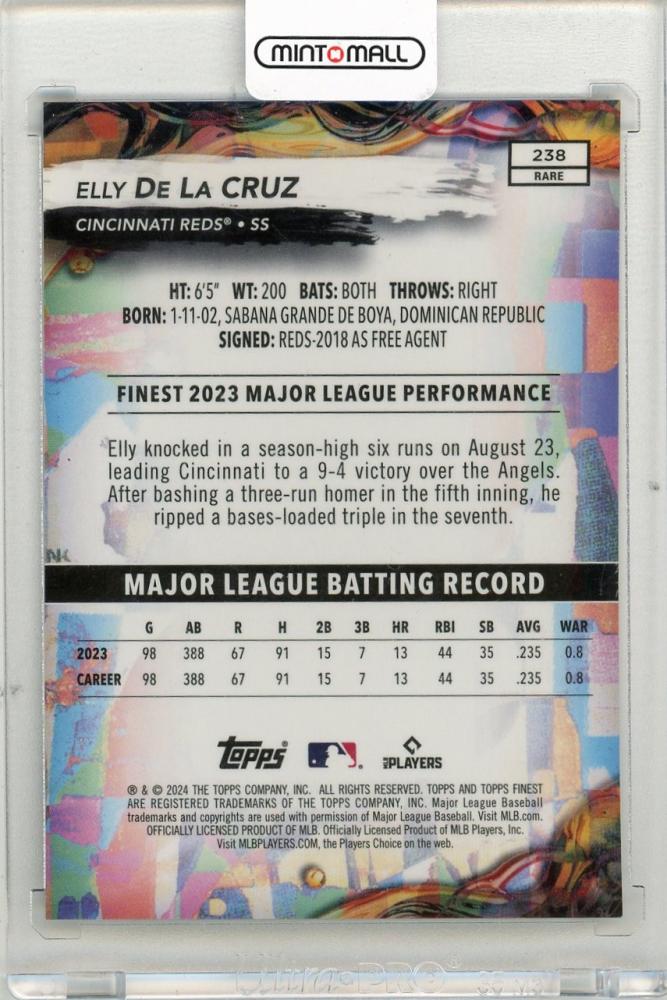 MINTMALL
238
RARE
ELLY DE LA CRUZ
CINCINNATI REDS® • SS
HT: 6'5" WT: 200 BATS: BOTH THROWS: RIGHT
BORN: 1-11-02, SABANA GRANDE DE BOYA, DOMINICAN REPUBLIC
SIGNED: REDS-2018 AS FREE AGENT
FINEST 2023 MAJOR LEAGUE PERFORMANCE
Elly knocked in a season-high six runs on August 23,
leading Cincinnati to a 9-4 victory over the Angels.
After bashing a three-run homer in the fifth inning, he
ripped a bases-loaded triple in the seventh.
NK
MAJOR LEAGUE BATTING RECORD
G AB R H 2B 3B HR RBI SB AVG WAR
2023 98 388 67 91 15 7 13 44 35 .235 0.8
CAREER 98 388 67 91 15 7 13 44 35 .235 0.8
Topps® MLB PLAYERS
® & © 2024 THE TOPPS COMPANY, INC. ALL RIGHTS RESERVED. TOPPS AND TOPPS FINEST
ARE REGISTERED TRADEMARKS OF THE TOPPS COMPANY, INC. Major League Baseball
trademarks and copyrights are used with permission of Major League Baseball. Visit MLB.com.
OFFICIALLY LICENSED PRODUCT OF MLB. Officially Licensed Product of MLB Players, Inc.
Visit MLBPLAYERS.COM, the Players Choice on the web.
Ultra·PRO®